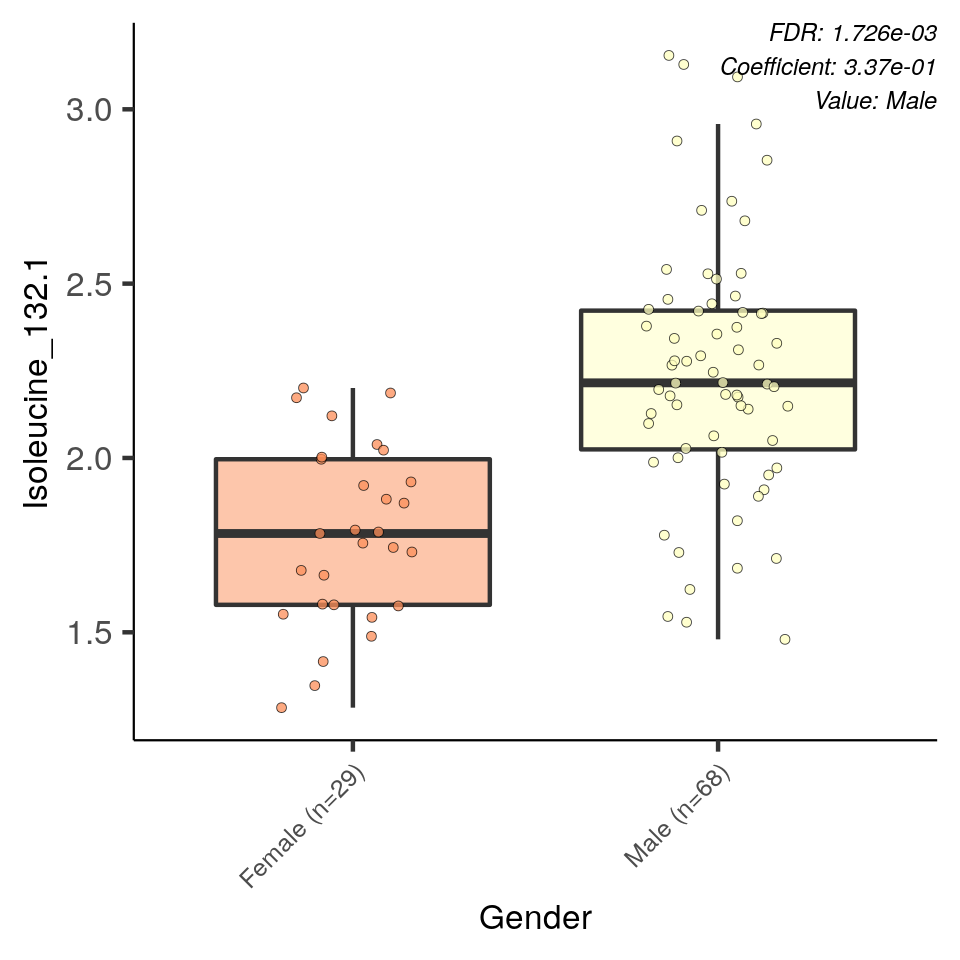 FDR: 1.726e-03
Coefficient: 3.37e-01
Value: Male
3.0
2.5
2.0
1.5
Isoleucine_132.1
Female (n=29)
Male (n=68)
Gender